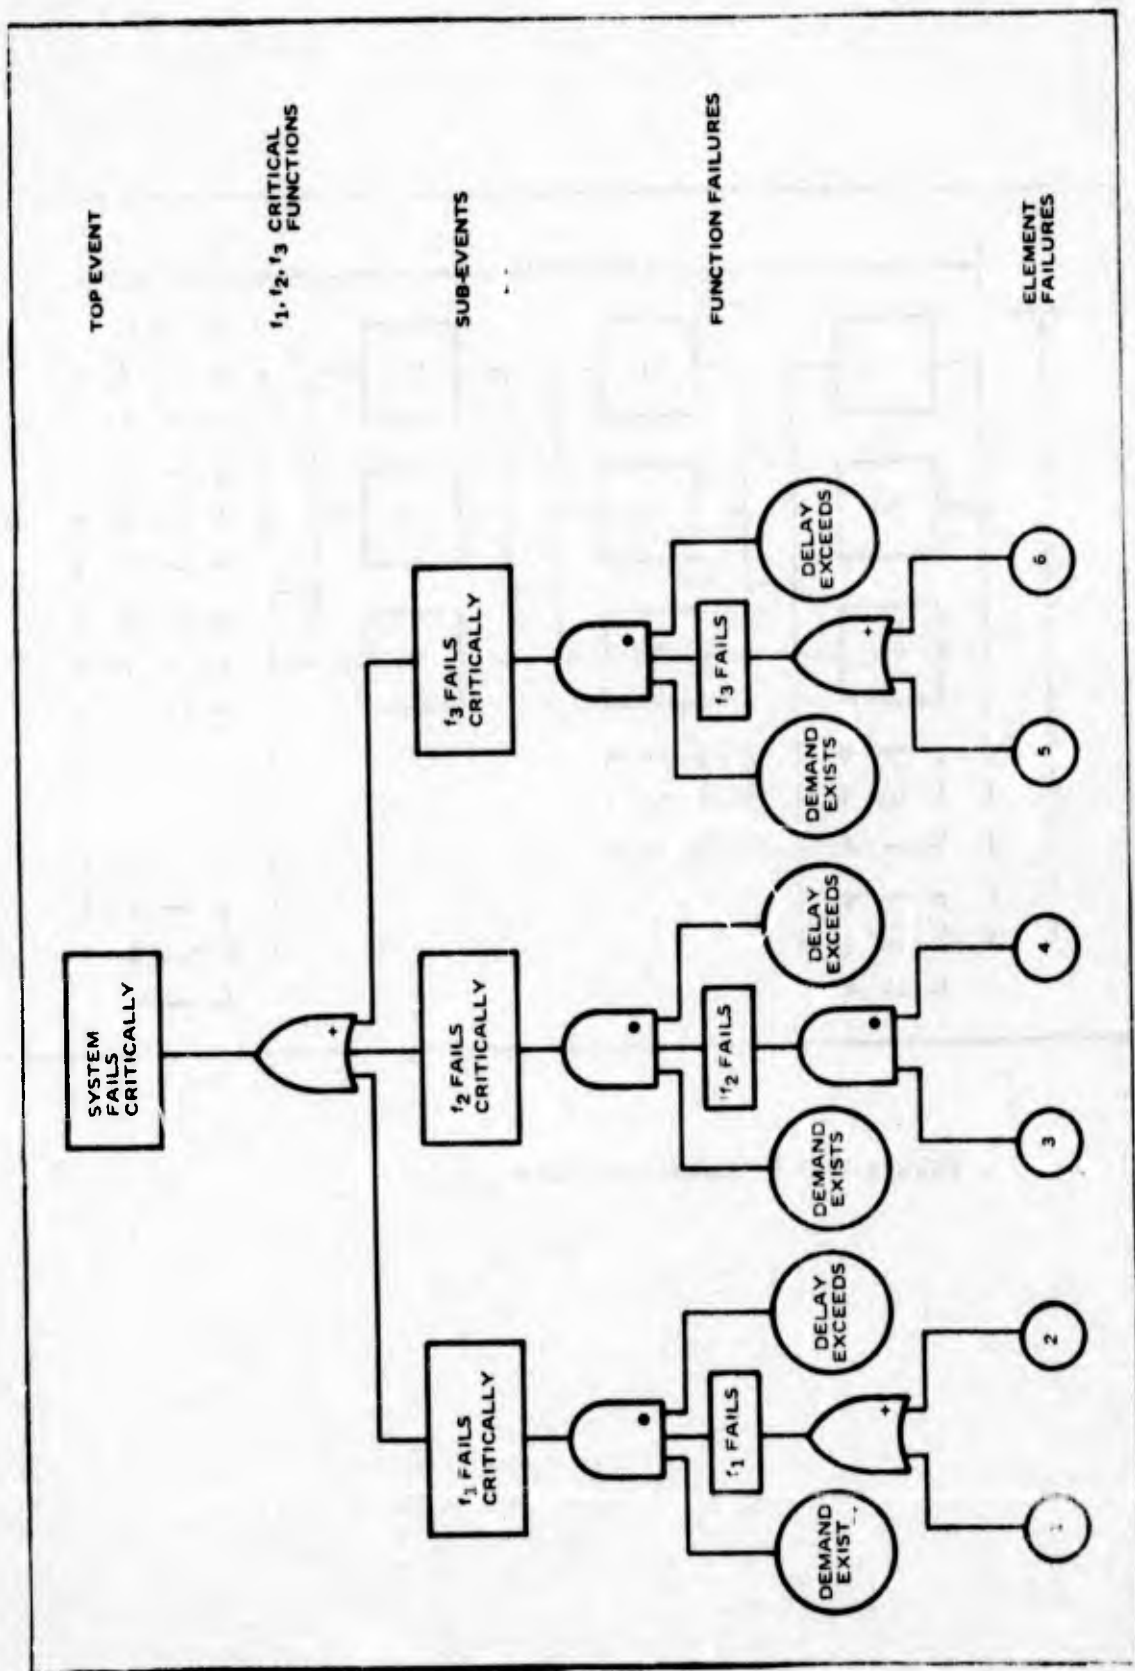 TOP EVENT
f1, f2, f3 CRITICAL
FUNCTIONS
SUB-EVENTS
FUNCTION FAILURES
ELEMENT
FAILURES
SYSTEM
FAILS
CRITICALLY
+
f1 FAILS
CRITICALLY
f2 FAILS
CRITICALLY
f3 FAILS
CRITICALLY
DEMAND
EXIST
f1 FAILS
DELAY
EXCEEDS
DEMAND
EXISTS
f2 FAILS
DELAY
EXCEEDS
DEMAND
EXISTS
f3 FAILS
DELAY
EXCEEDS
+
+
1
2
3
4
5
6